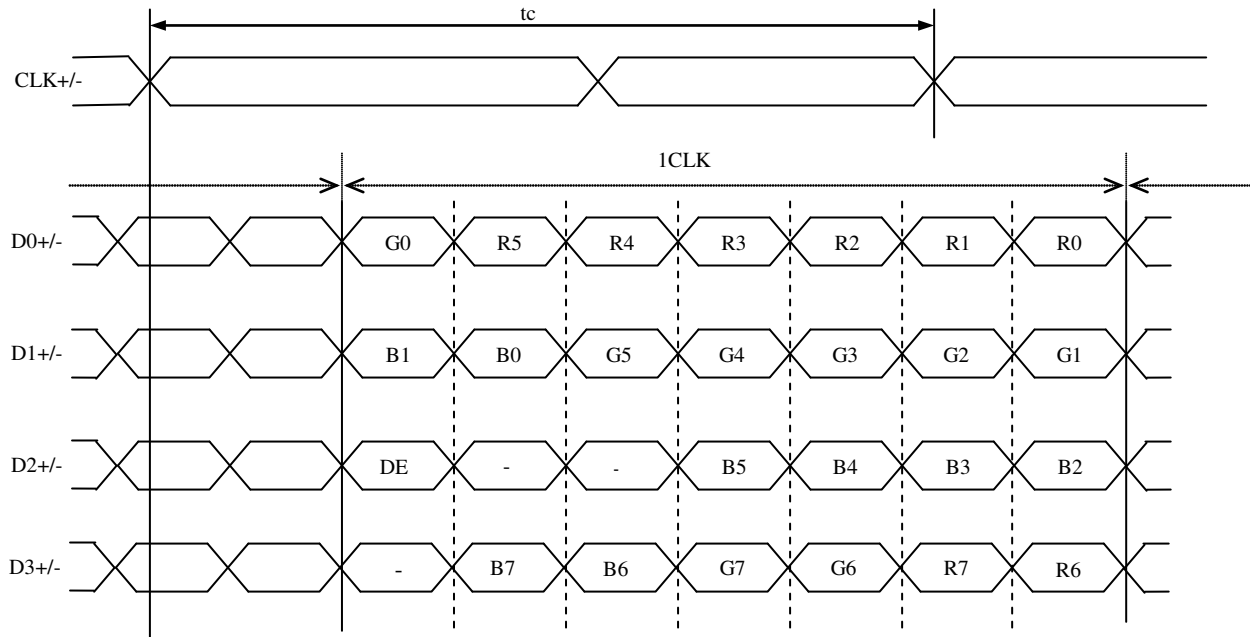 tc
CLK+/-
1CLK
D0+/- G0 R5 R4 R3 R2 R1 R0
D1+/- B1 B0 G5 G4 G3 G2 G1
D2+/- DE - - B5 B4 B3 B2
D3+/- - B7 B6 G7 G6 R7 R6